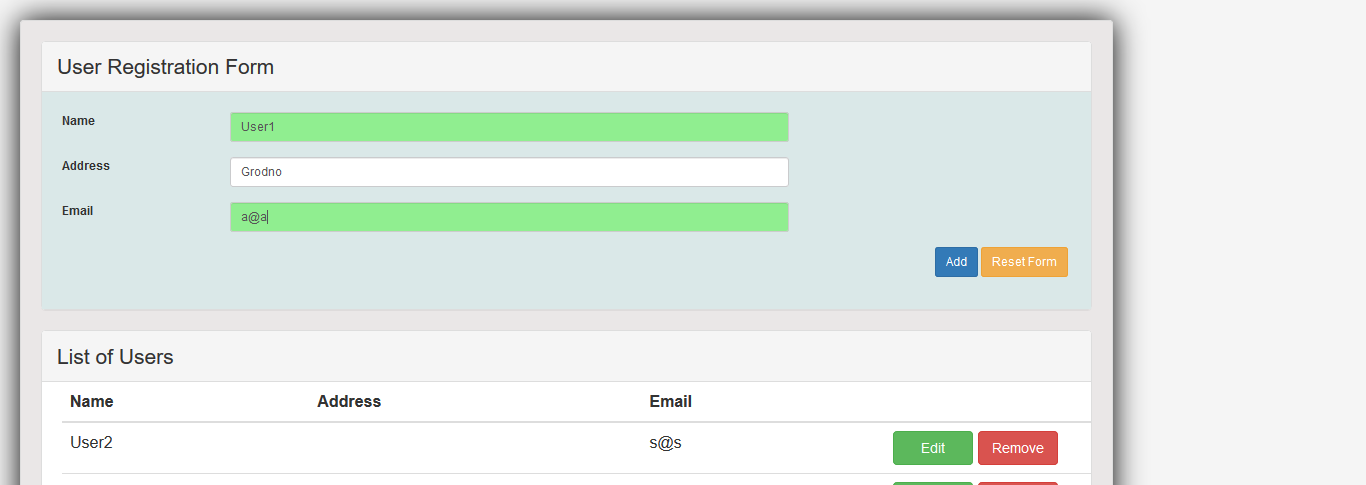 User Registration Form
Name
User1
Address
Grodno
Email
a@a
Add Reset Form
List of Users
Name Address Email
User2 s@s Edit Remove